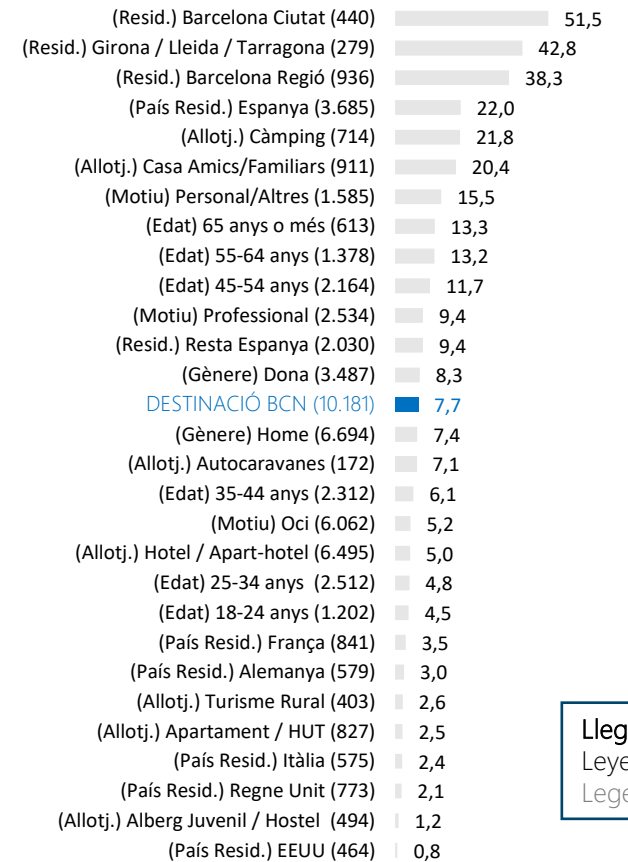 (Resid.) Barcelona Ciutat (440) 51,5
(Resid.) Girona / Lleida / Tarragona (279) 42,8
(Resid.) Barcelona Regió (936) 38,3
(País Resid.) Espanya (3.685) 22,0
(Allotj.) Càmping (714) 21,8
(Allotj.) Casa Amics/Familiars (911) 20,4
(Motiu) Personal/Altres (1.585) 15,5
(Edat) 65 anys o més (613) 13,3
(Edat) 55-64 anys (1.378) 13,2
(Edat) 45-54 anys (2.164) 11,7
(Motiu) Professional (2.534) 9,4
(Resid.) Resta Espanya (2.030) 9,4
(Gènere) Dona (3.487) 8,3
DESTINACIÓ BCN (10.181) 7,7
(Gènere) Home (6.694) 7,4
(Allotj.) Autocaravanes (172) 7,1
(Edat) 35-44 anys (2.312) 6,1
(Motiu) Oci (6.062) 5,2
(Allotj.) Hotel / Apart-hotel (6.495) 5,0
(Edat) 25-34 anys (2.512) 4,8
(Edat) 18-24 anys (1.202) 4,5
(País Resid.) França (841) 3,5
(País Resid.) Alemanya (579) 3,0
(Allotj.) Turisme Rural (403) 2,6
(Allotj.) Apartament / HUT (827) 2,5
(País Resid.) Itàlia (575) 2,4
(País Resid.) Regne Unit (773) 2,1
(Allotj.) Alberg Juvenil / Hostel (494) 1,2
(País Resid.) EEUU (464) 0,8